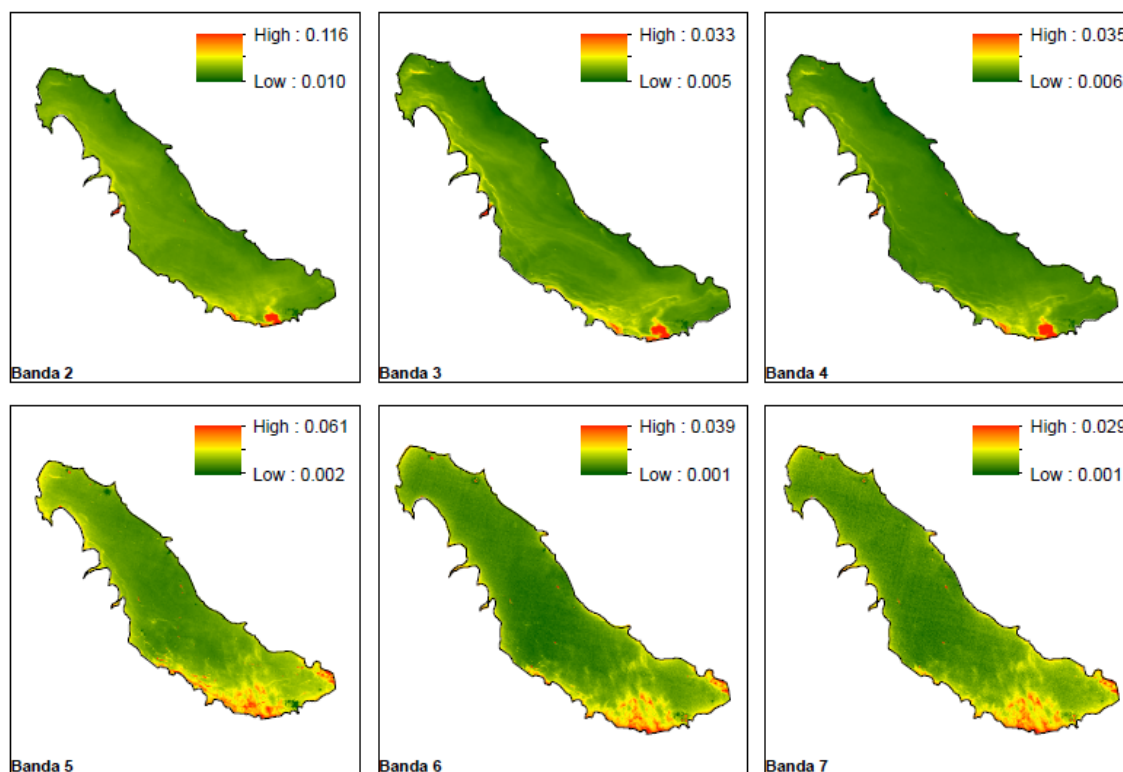 High : 0.116
Low : 0.010
Banda 2
High : 0.033
Low : 0.005
Banda 3
High : 0.035
Low : 0.006
Banda 4
High : 0.061
Low : 0.002
Banda 5
High : 0.039
Low : 0.001
Banda 6
High : 0.029
Low : 0.001
Banda 7